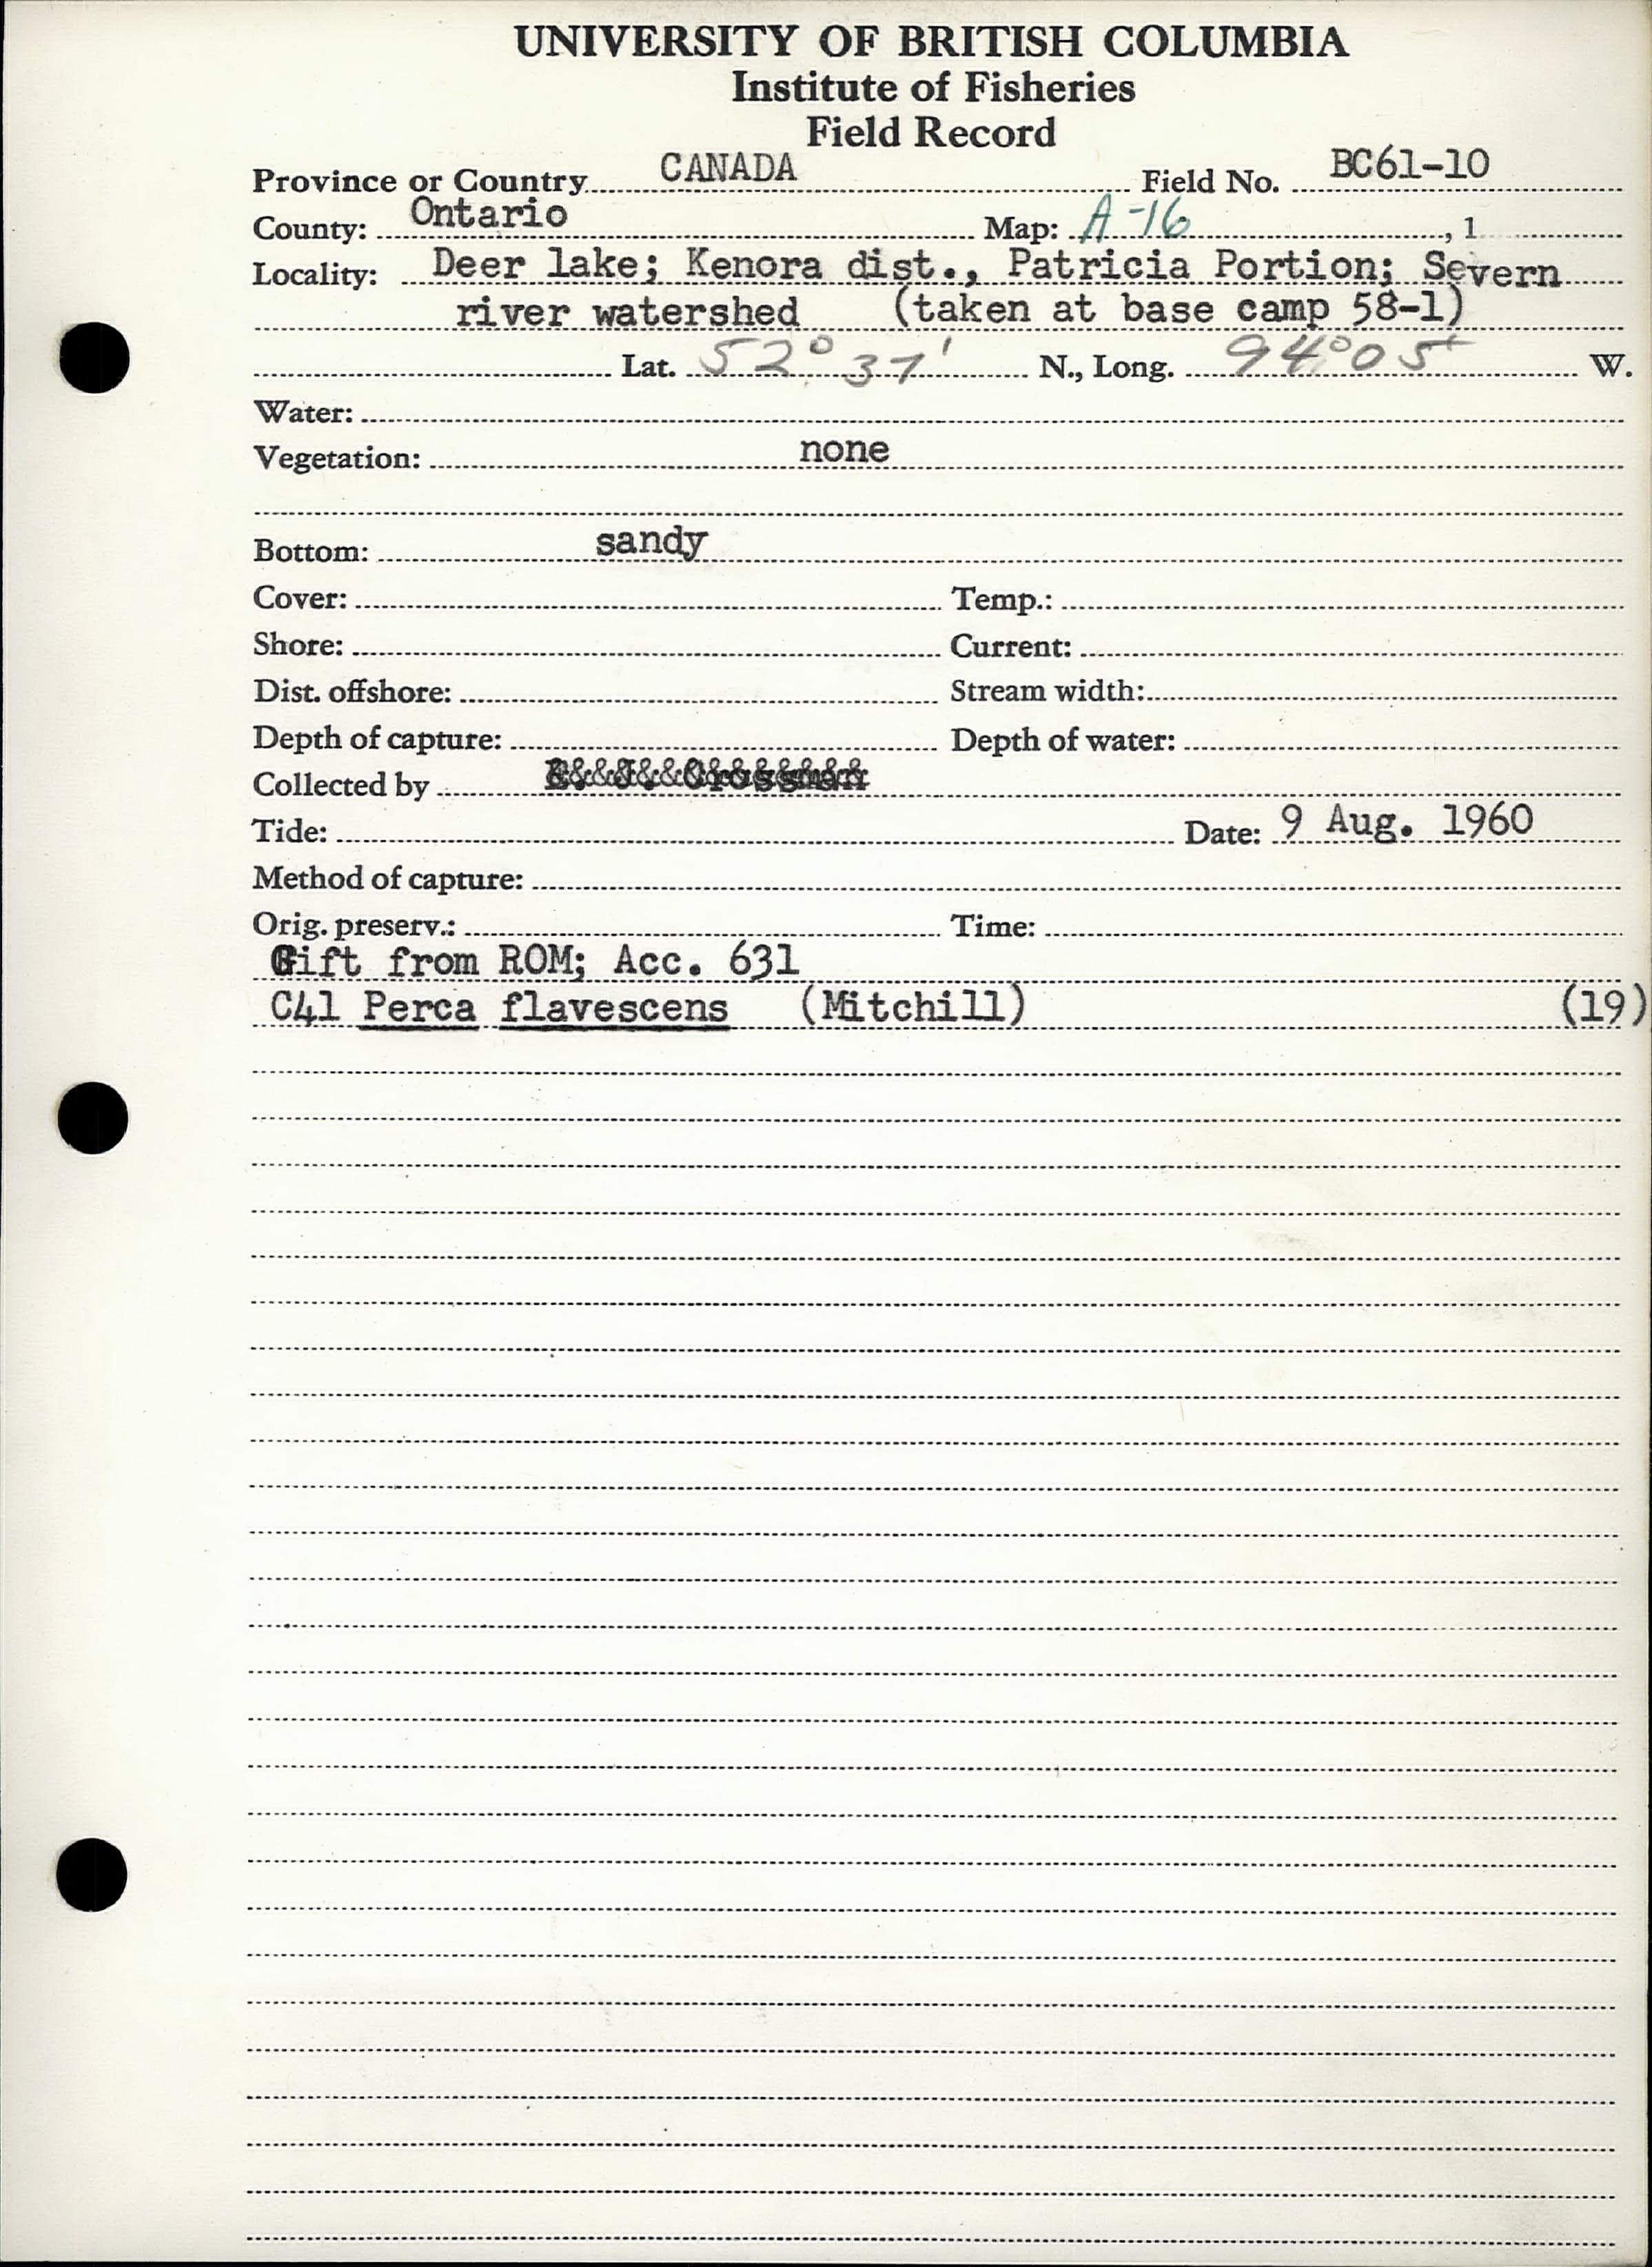 UNIVERSITY OF BRITISH COLUMBIA
Institute of Fisheries
Field Record
Province or Country CANADA Field No. BC61-10
County: Ontario Map: A-16 , 1
Locality: Deer lake; Kenora dist., Patricia Portion; Severn
river watershed (taken at base camp 58-1)
Lat. 52° 37' N., Long. 94° 05' W.
Water:
Vegetation: none
Bottom: sandy
Cover: Temp.:
Shore: Current:
Dist. offshore: Stream width:
Depth of capture: Depth of water:
Collected by
Tide: Date: 9 Aug. 1960
Method of capture:
Orig. preserv.: Time:
Gift from ROM; Acc. 631
C41 Perca flavescens (Mitchill) (19)